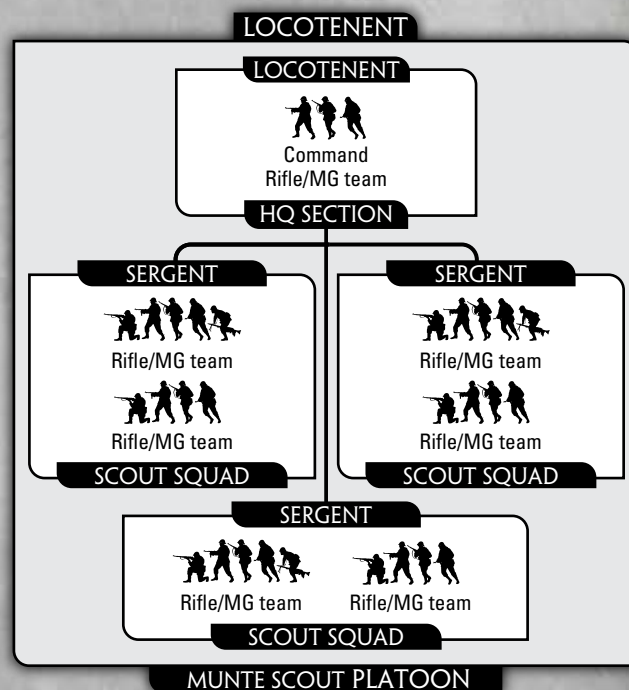 LOCOTENENT
LOCOTENENT
Command
Rifle/MG team
HQ SECTION
SERGENT
Rifle/MG team
Rifle/MG team
SCOUT SQUAD
SERGENT
Rifle/MG team
Rifle/MG team
SCOUT SQUAD
SERGENT
Rifle/MG team
Rifle/MG team
SCOUT SQUAD
MUNTE SCOUT PLATOON